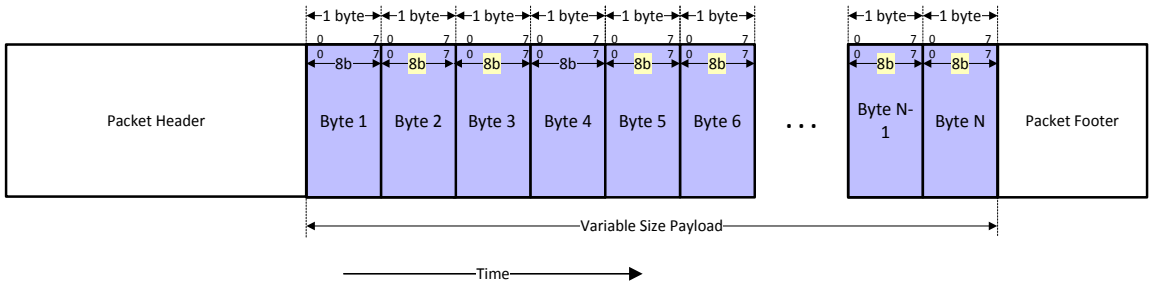 1 byte 1 byte 1 byte 1 byte 1 byte 1 byte 1 byte 1 byte
0 7 0 7 0 7 0 7 0 7 0 7 0 7 0 7
0 7 0 7 0 7 0 7 0 7 0 7 0 7 0 7
8b 8b 8b 8b 8b 8b 8b 8b
Packet Header Byte 1 Byte 2 Byte 3 Byte 4 Byte 5 Byte 6 ... Byte N-
1 Byte N Packet Footer
Variable Size Payload
Time